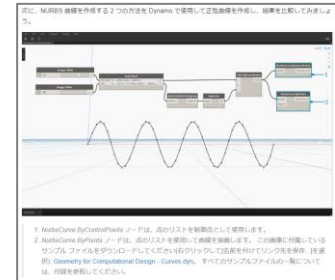 次に、NURBS 曲線を作成する 2 つの方法を Dynamo で使用して正弦曲線を作成し、結果を比較してみましょ
う。
1. NurbsCurve.ByControlPoints ノードは、点のリストを制御点として使用します。
2. NurbsCurve.ByPoints ノードは、点のリストを使用して曲線を描画します。 この画像に付属している
サンプル ファイルをダウンロードしてください(右クリックして[名前を付けてリンク先を保存...]を選
択): Geometry for Computational Design - Curves.dyn。 すべてのサンプルファイルの一覧につい
ては、付録を参照してください。